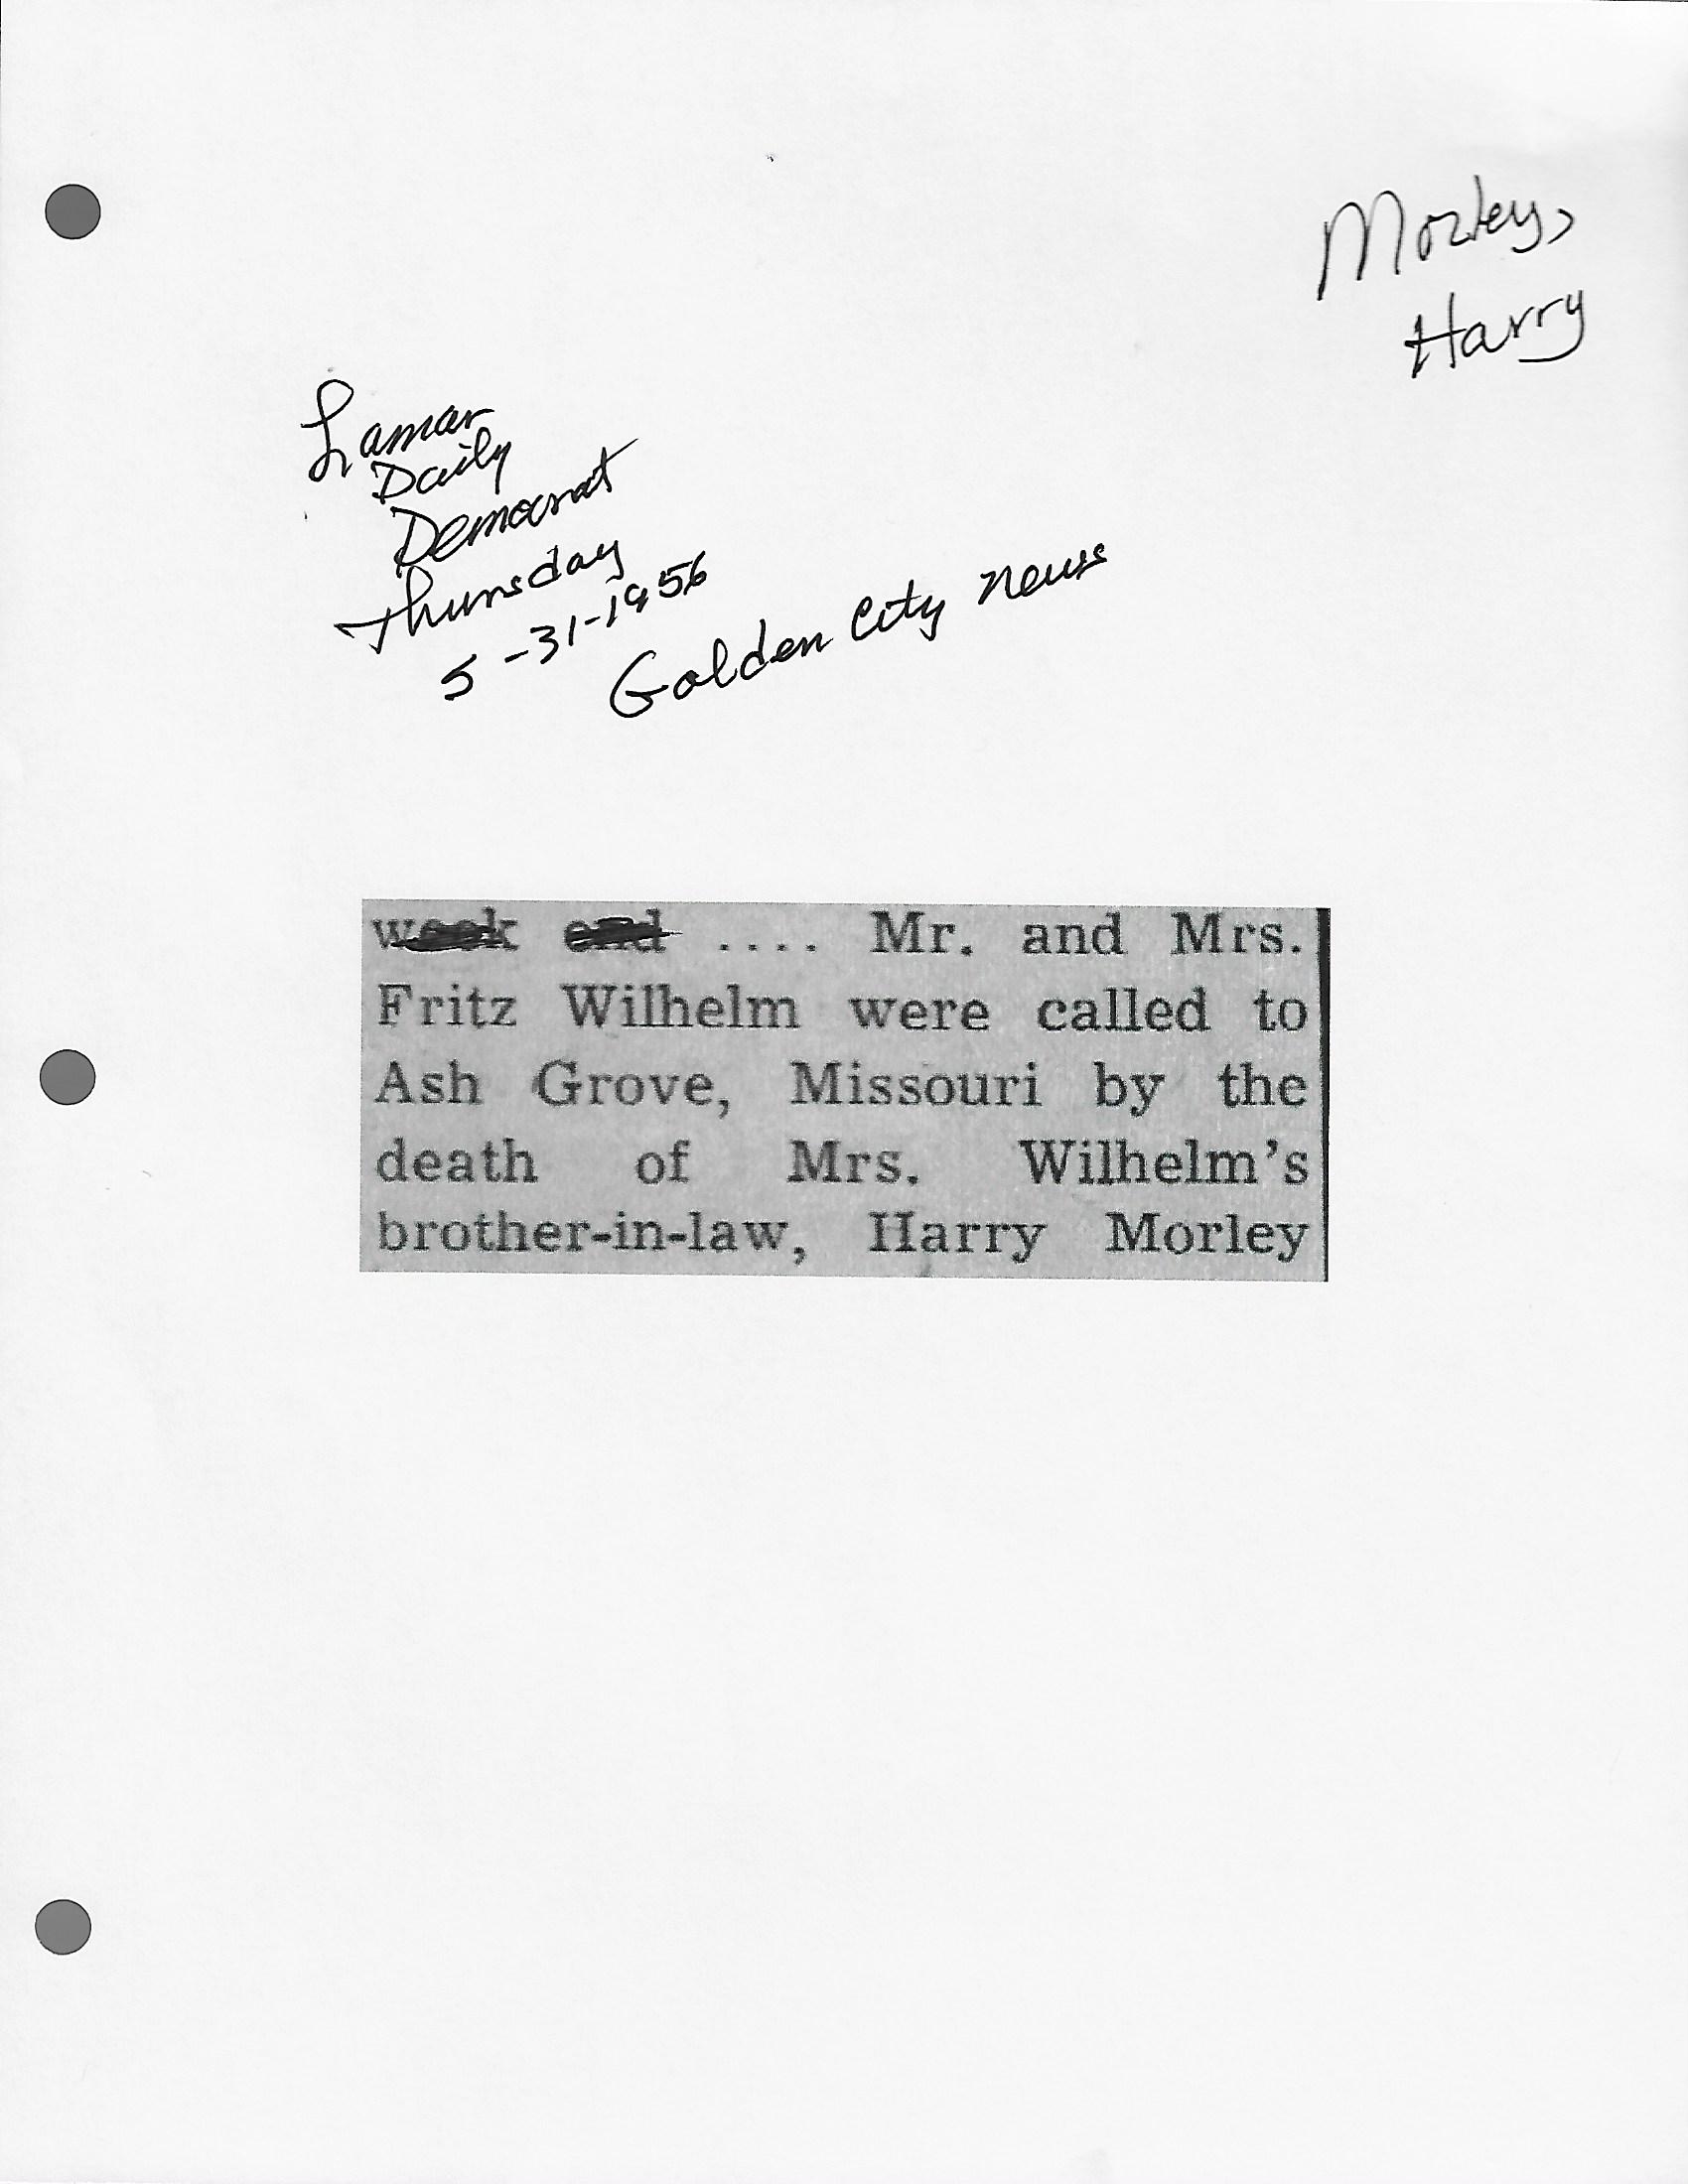 Morley,
Harry
Lamar
Daily
Democrat
Thursday
5-31-1956
Golden City News
week end .... Mr. and Mrs.
Fritz Wilhelm were called to
Ash Grove, Missouri by the
death of Mrs. Wilhelm's
brother-in-law, Harry Morley